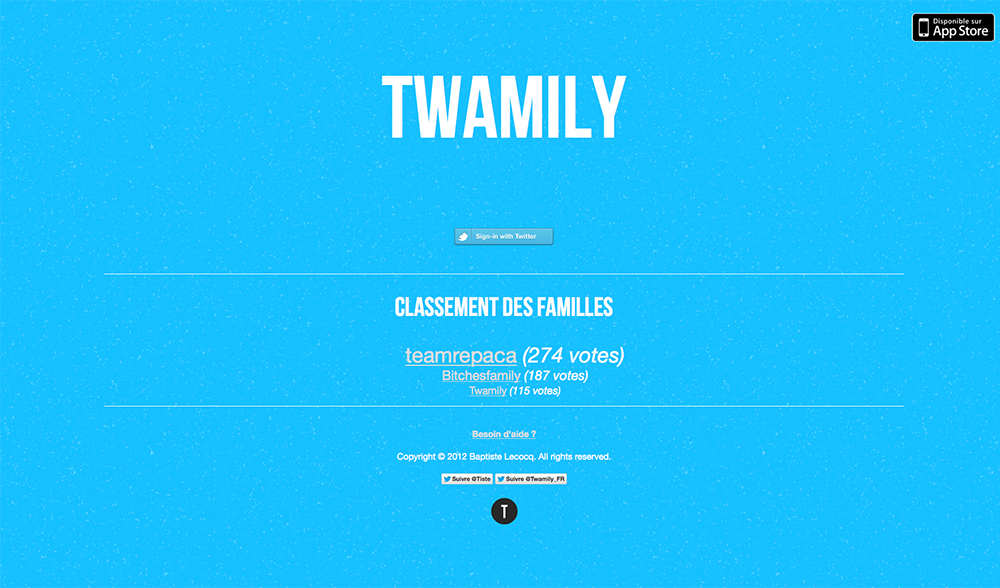 Disponible sur
App Store
TWAMILY
Sign-in with Twitter
CLASSEMENT DES FAMILLES
teamrepaca (274 votes)
Bitchesfamily (187 votes)
Twamily (115 votes)
Besoin d'aide ?
Copyright © 2012 Baptiste Lecocq. All rights reserved.
Suivre @Tiste Suivre @Twamily_FR
T